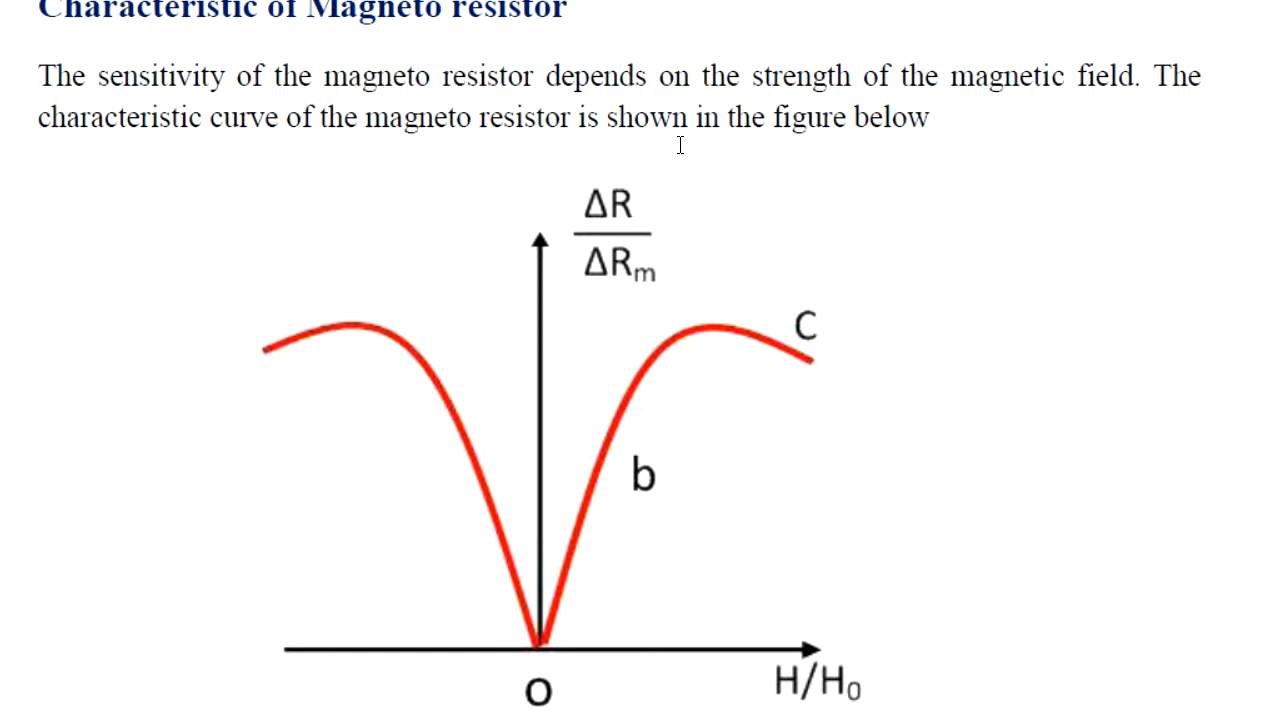 Characteristic of Magneto resistor
The sensitivity of the magneto resistor depends on the strength of the magnetic field. The
characteristic curve of the magneto resistor is shown in the figure below
ΔR
ΔRm
C
b
O
H/H0